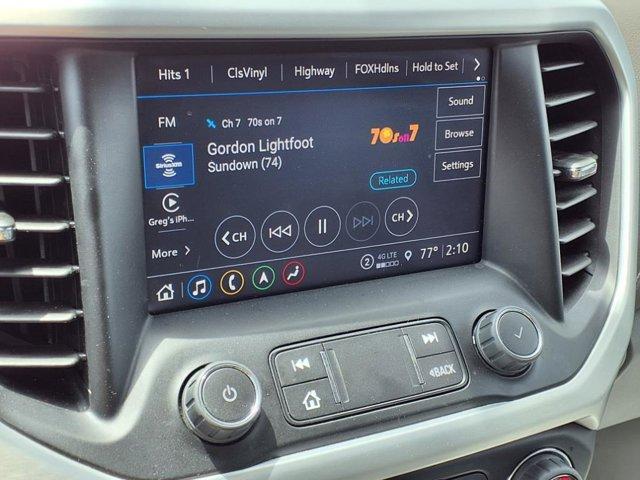 Hits 1 ClsVinyl Highway FOXHdlns Hold to Set
FM Ch 7 70s on 7 Sound
SiriusXM Gordon Lightfoot 70s on 7 Browse
Sundown (74)
Related Settings
Greg's iPh...
CH CH
More
2 4G LTE 77° 2:10
BACK